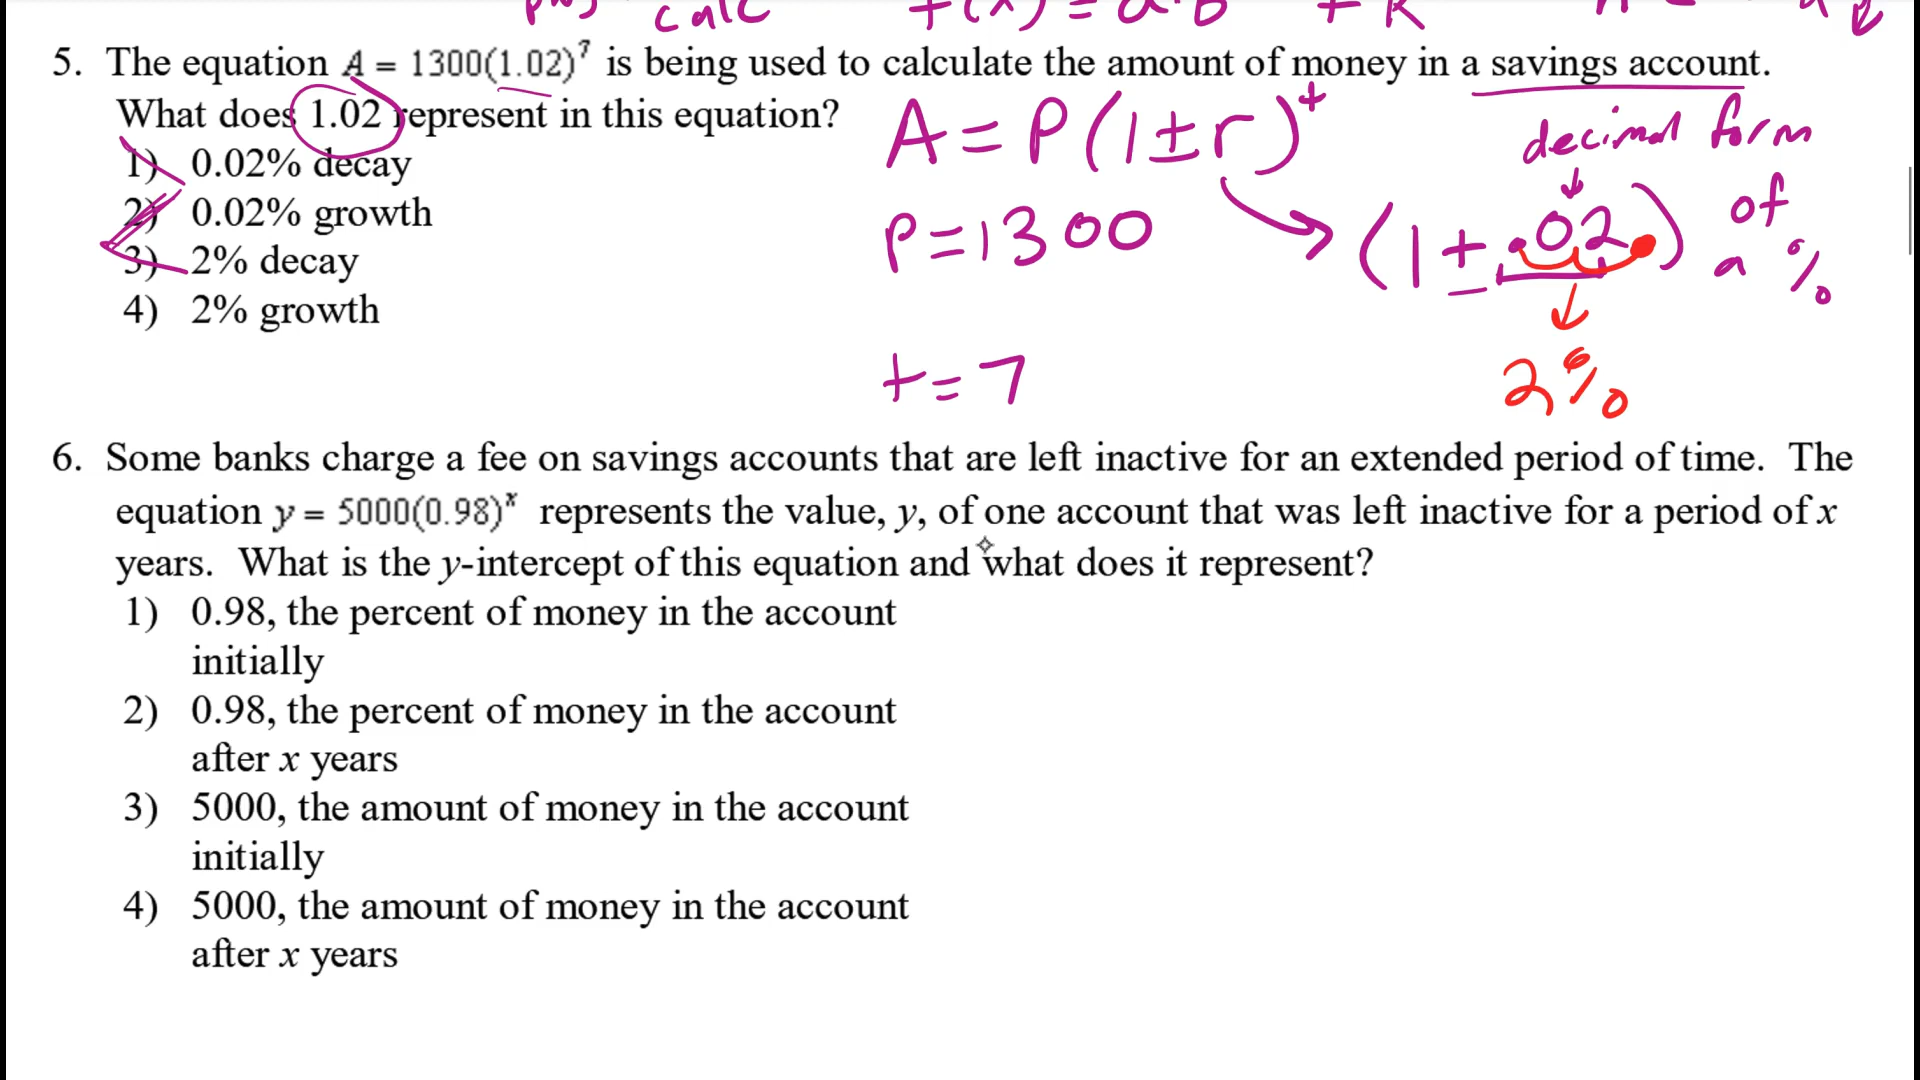 calc f(x) = a·b + k
5. The equation A = 1300(1.02)⁷ is being used to calculate the amount of money in a savings account.
What does 1.02 represent in this equation?
1) 0.02% decay
2) 0.02% growth
3) 2% decay
4) 2% growth
A = P(1±r)^t
P=1300
t=7
decimal form
of
a %
(1 ± .02.)
2%
6. Some banks charge a fee on savings accounts that are left inactive for an extended period of time. The
equation y = 5000(0.98)ˣ represents the value, y, of one account that was left inactive for a period of x
years. What is the y-intercept of this equation and what does it represent?
1) 0.98, the percent of money in the account
initially
2) 0.98, the percent of money in the account
after x years
3) 5000, the amount of money in the account
initially
4) 5000, the amount of money in the account
after x years